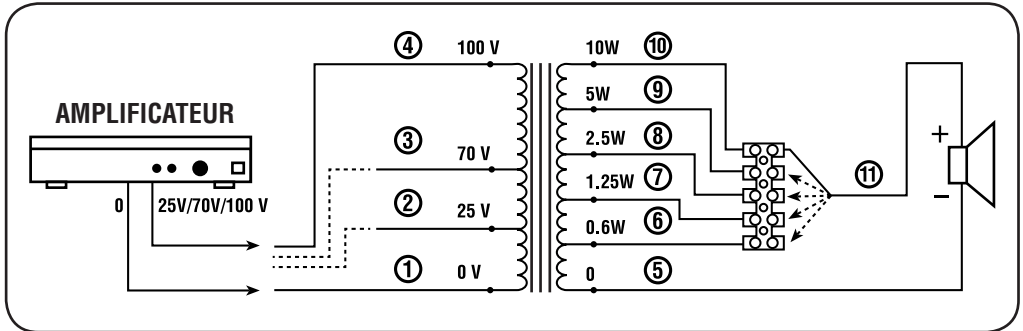 AMPLIFICATEUR
0
25V/70V/100 V
④ 100 V
③ 70 V
② 25 V
① 0 V
10W ⑩
5W ⑨
2.5W ⑧
1.25W ⑦
0.6W ⑥
0 ⑤
⑪
+
−